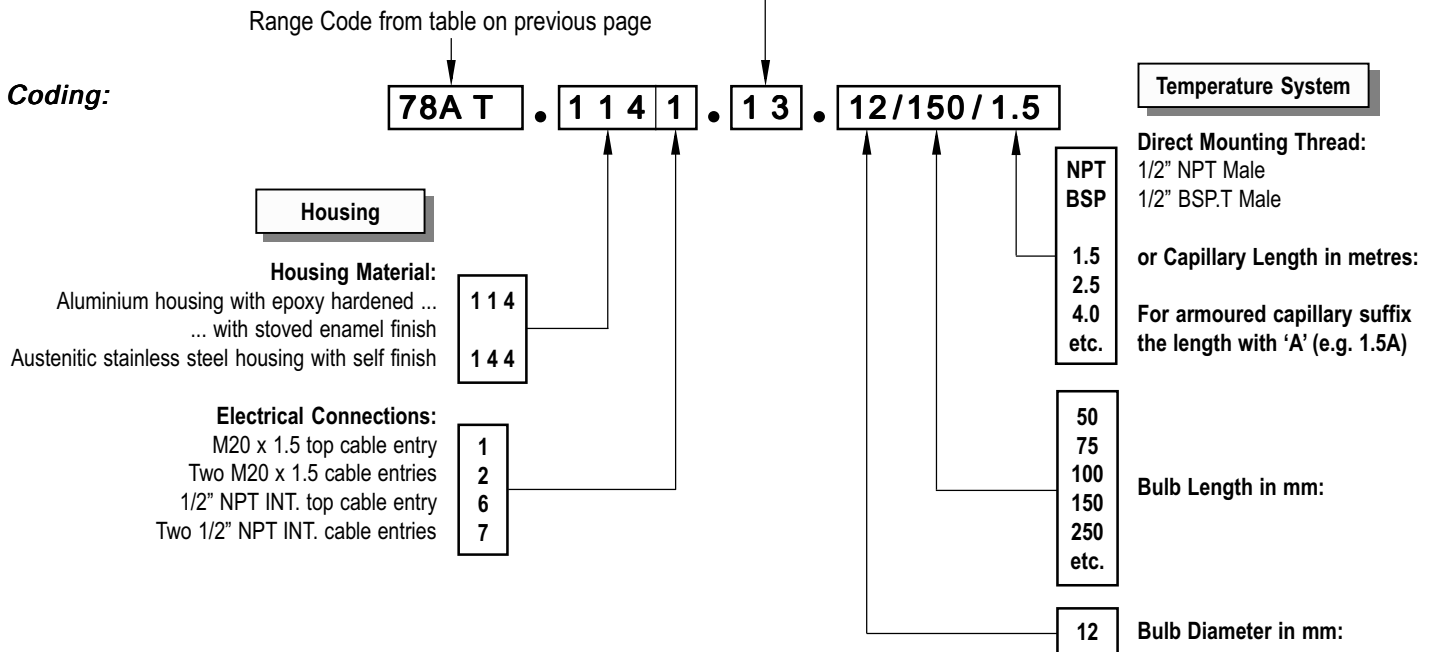 Range Code from table on previous page
Coding:
78A T . 1 1 4 1 . 1 3 . 12/150/1.5
Temperature System
Direct Mounting Thread:
NPT 1/2” NPT Male
BSP 1/2” BSP.T Male
1.5 or Capillary Length in metres:
2.5
4.0 For armoured capillary suffix
etc. the length with ‘A’ (e.g. 1.5A)
Housing
Housing Material:
Aluminium housing with epoxy hardened ... 1 1 4
... with stoved enamel finish
Austenitic stainless steel housing with self finish 1 4 4
Electrical Connections:
M20 x 1.5 top cable entry 1
Two M20 x 1.5 cable entries 2
1/2” NPT INT. top cable entry 6
Two 1/2” NPT INT. cable entries 7
50
75
100
150
250
etc.
Bulb Length in mm:
12 Bulb Diameter in mm: